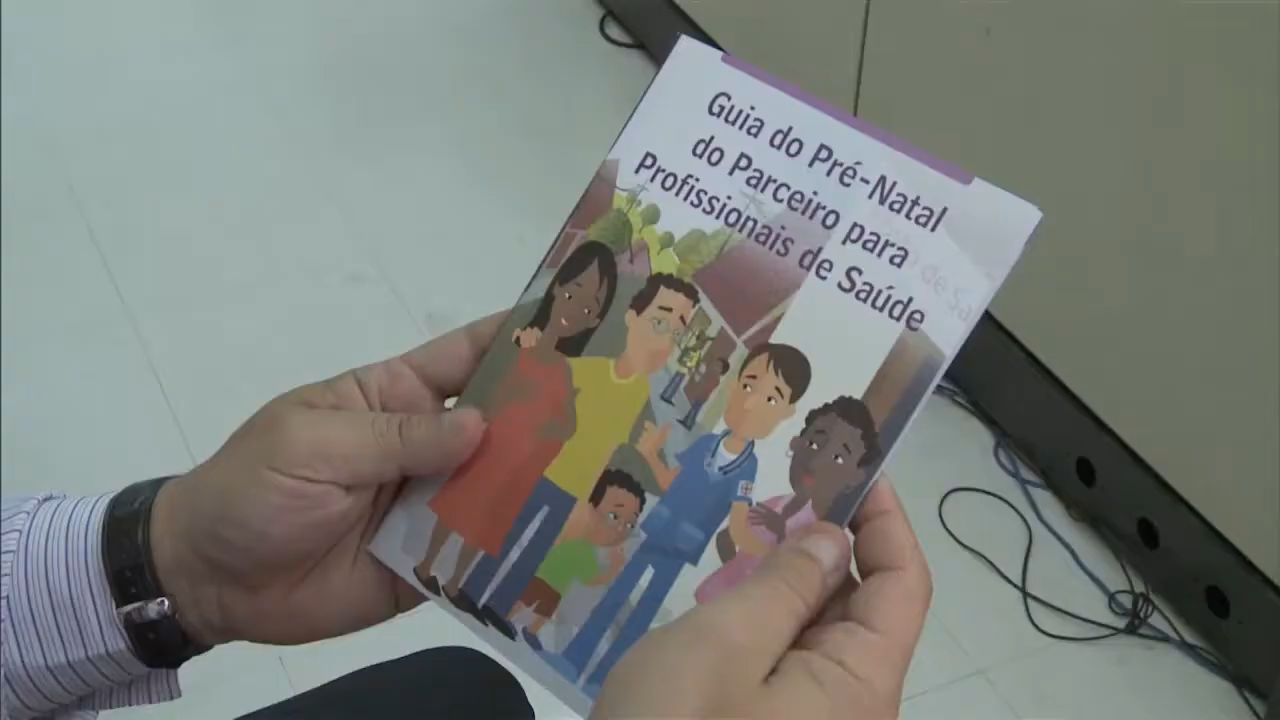 Guia do Pré-Natal
do Parceiro para
Profissionais de Saúde